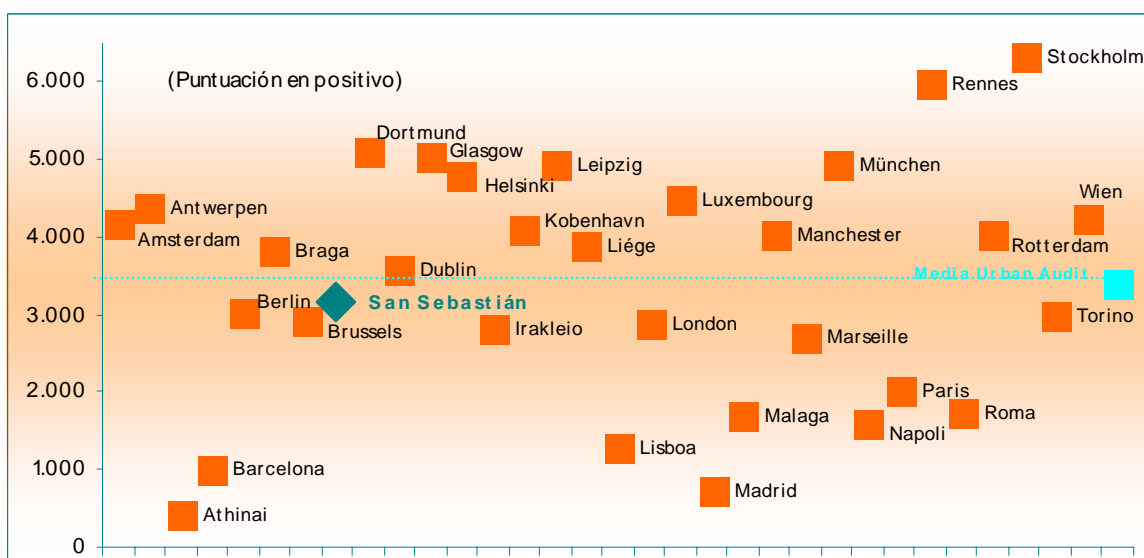 Stockholm
6.000
(Puntuación en positivo)
Rennes
Dortmund
5.000
Glasgow
Leipzig
München
Helsinki
Wien
Antwerpen
Luxembourg
4.000
Amsterdam
Kobenhavn
Manchester
Braga
Liége
Rotterdam
Dublin
Media Urban Audit
Berlin
San Sebastián
3.000
Brussels
Irakleio
London
Torino
Marseille
2.000
Paris
Malaga
Roma
Napoli
Lisboa
1.000
Barcelona
Madrid
Athinai
0